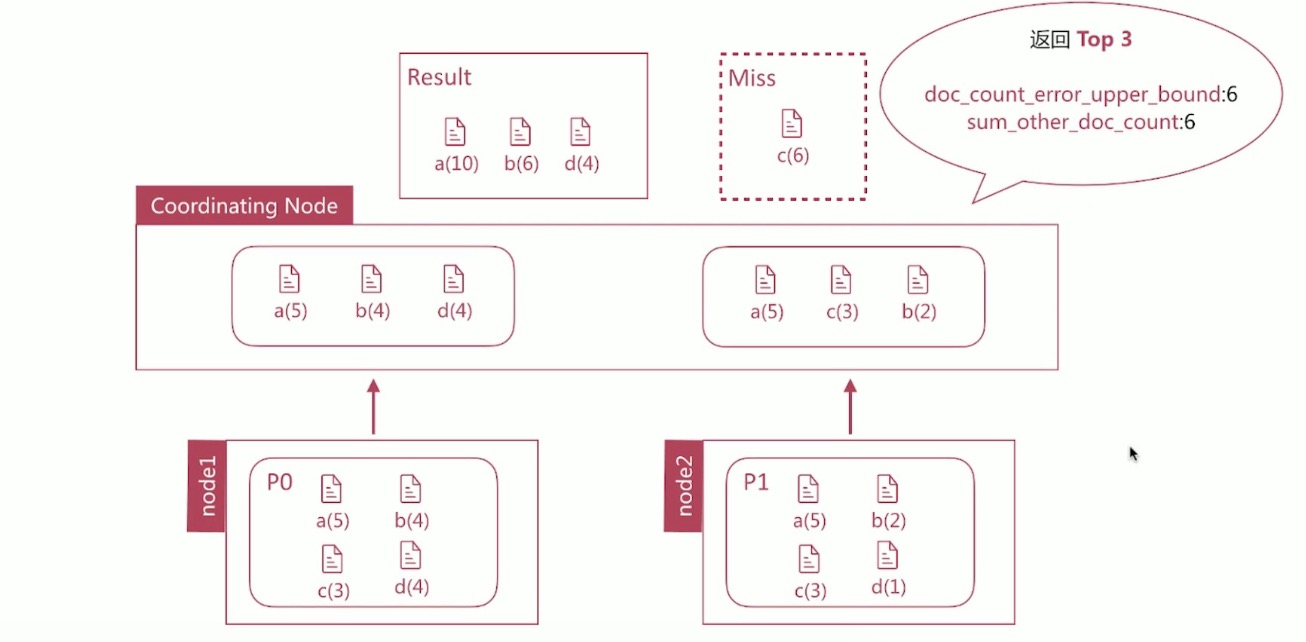 返回 Top 3
doc_count_error_upper_bound:6
sum_other_doc_count:6
Result
a(10) b(6) d(4)
Miss
c(6)
Coordinating Node
a(5) b(4) d(4)
a(5) c(3) b(2)
node1
P0
a(5) b(4)
c(3) d(4)
node2
P1
a(5) b(2)
c(3) d(1)